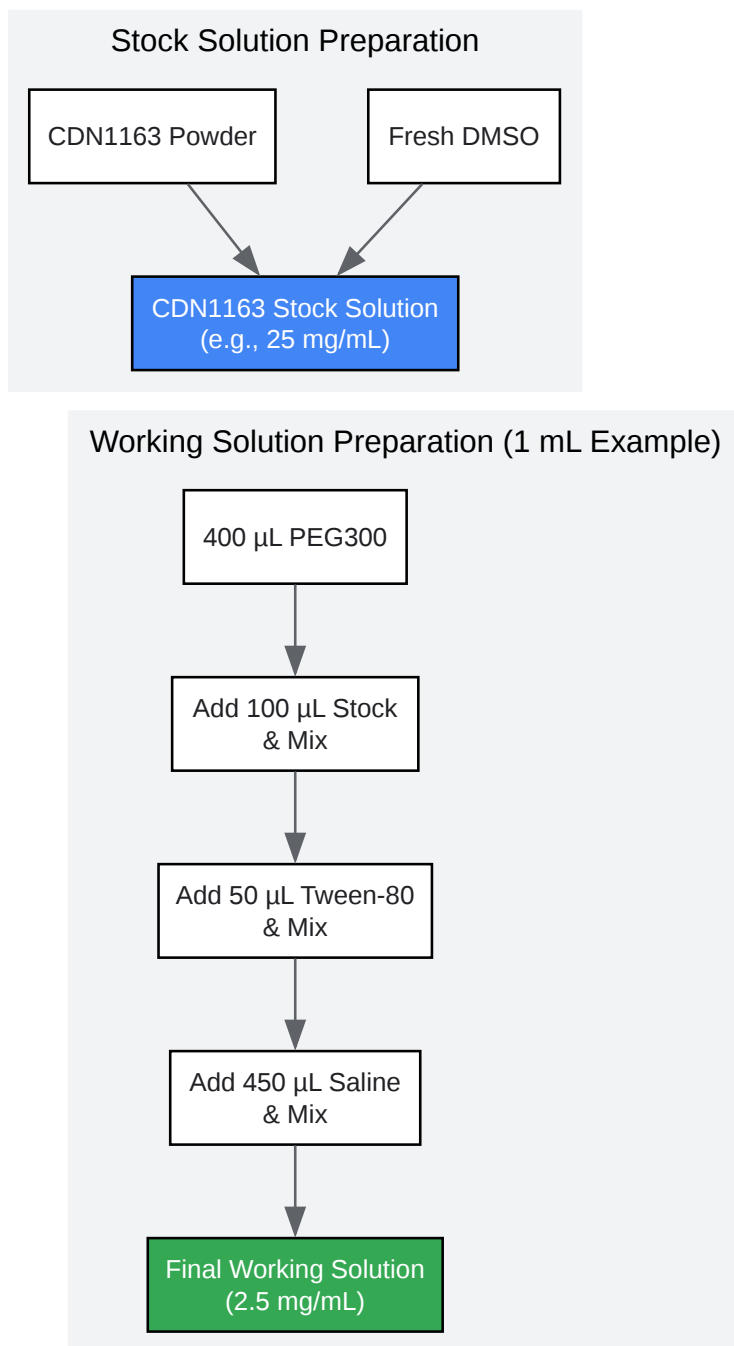 Stock Solution Preparation
CDN1163 Powder
Fresh DMSO
CDN1163 Stock Solution
(e.g., 25 mg/mL)
Working Solution Preparation (1 mL Example)
400 µL PEG300
Add 100 µL Stock
& Mix
Add 50 µL Tween-80
& Mix
Add 450 µL Saline
& Mix
Final Working Solution
(2.5 mg/mL)